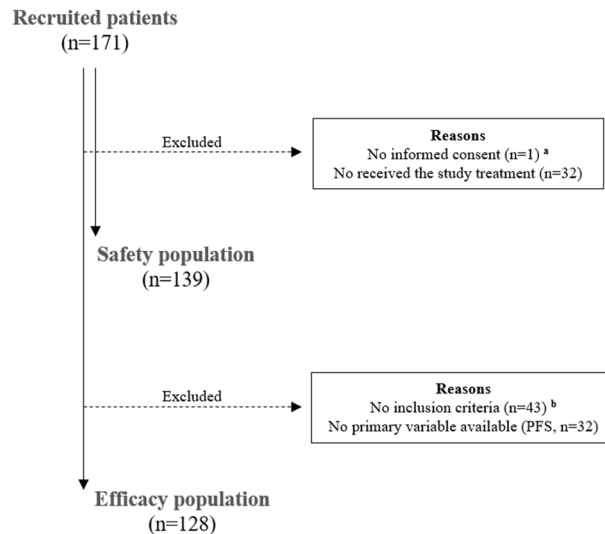 Recruited patients
(n=171)
Excluded
Reasons
No informed consent (n=1) a
No received the study treatment (n=32)
Safety population
(n=139)
Excluded
Reasons
No inclusion criteria (n=43) b
No primary variable available (PFS, n=32)
Efficacy population
(n=128)